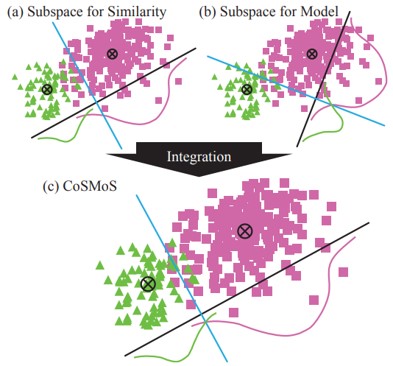 (a) Subspace for Similarity
(b) Subspace for Model
Integration
(c) CoSMoS